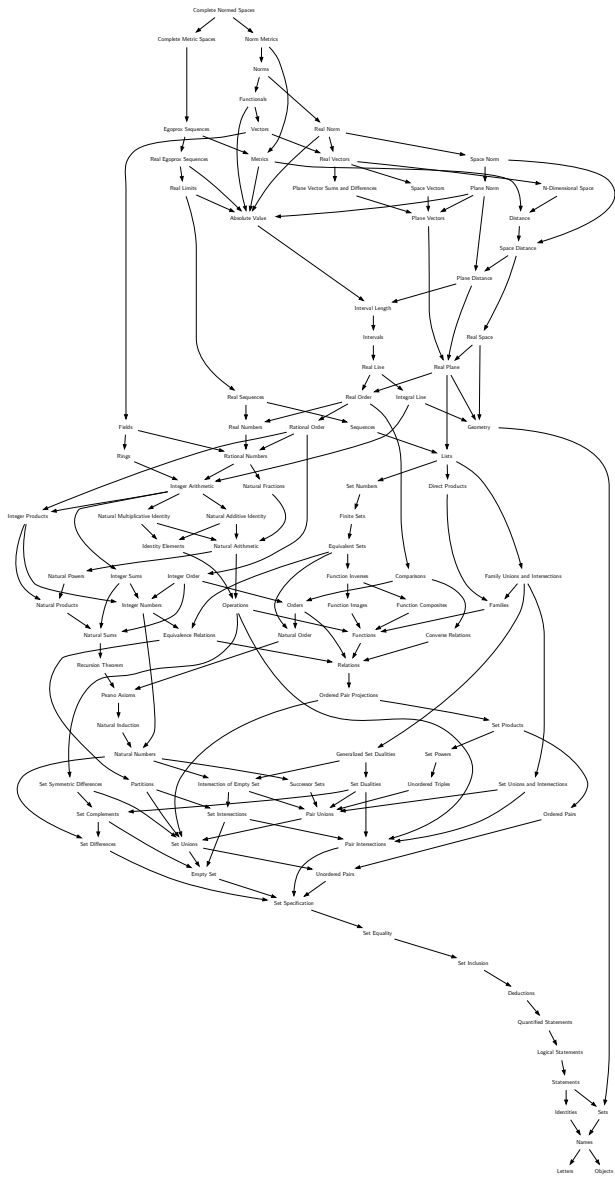 Complete Normed Spaces
Complete Metric Spaces Norm Metrics
Norms
Functionals
Egoprox Sequences Vectors Real Norm
Real Egoprox Sequences Metrics Real Vectors Space Norm
Real Limits Plane Vector Sums and Differences Space Vectors Plane Norm N-Dimensional Space
Absolute Value Plane Vectors Distance
Space Distance
Plane Distance
Interval Length
Intervals Real Space
Real Line Real Plane
Real Sequences Real Order Integral Line
Fields Real Numbers Rational Order Sequences Geometry
Rings Rational Numbers Lists
Integer Arithmetic Natural Fractions Set Numbers Direct Products
Integer Products Natural Multiplicative Identity Natural Additive Identity Finite Sets
Identity Elements Natural Arithmetic Equivalent Sets
Natural Powers Integer Sums Integer Order Function Inverses Comparisons Family Unions and Intersections
Natural Products Integer Numbers Operations Orders Function Images Function Composites Families
Natural Sums Equivalence Relations Natural Order Functions Converse Relations
Recursion Theorem Relations
Peano Axioms Ordered Pair Projections
Natural Induction Set Products
Natural Numbers Generalized Set Dualities Set Powers
Set Symmetric Differences Partitions Intersection of Empty Set Successor Sets Set Dualities Unordered Triples Set Unions and Intersections
Set Complements Set Intersections Pair Unions Ordered Pairs
Set Differences Set Unions Pair Intersections
Empty Set Unordered Pairs
Set Specification
Set Equality
Set Inclusion
Deductions
Quantified Statements
Logical Statements
Statements
Identities Sets
Names
Letters Objects